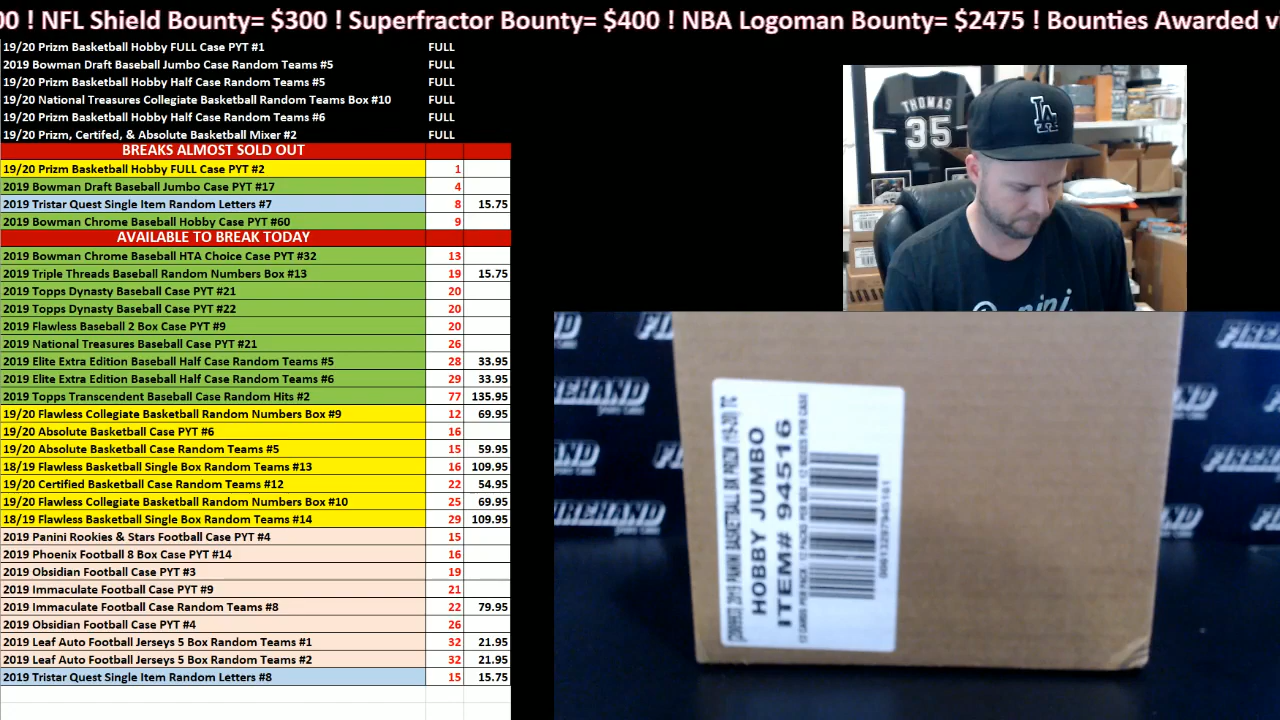 00 ! NFL Shield Bounty= $300 ! Superfractor Bounty= $400 ! NBA Logoman Bounty= $2475 ! Bounties Awarded v
19/20 Prizm Basketball Hobby FULL Case PYT #1 FULL
2019 Bowman Draft Baseball Jumbo Case Random Teams #5 FULL
19/20 Prizm Basketball Hobby Half Case Random Teams #5 FULL
19/20 National Treasures Collegiate Basketball Random Teams Box #10 FULL
19/20 Prizm Basketball Hobby Half Case Random Teams #6 FULL
19/20 Prizm, Certifed, & Absolute Basketball Mixer #2 FULL
BREAKS ALMOST SOLD OUT
19/20 Prizm Basketball Hobby FULL Case PYT #2 1
2019 Bowman Draft Baseball Jumbo Case PYT #17 4
2019 Tristar Quest Single Item Random Letters #7 8 15.75
2019 Bowman Chrome Baseball Hobby Case PYT #60 9
AVAILABLE TO BREAK TODAY
2019 Bowman Chrome Baseball HTA Choice Case PYT #32 13
2019 Triple Threads Baseball Random Numbers Box #13 19 15.75
2019 Topps Dynasty Baseball Case PYT #21 20
2019 Topps Dynasty Baseball Case PYT #22 20
2019 Flawless Baseball 2 Box Case PYT #9 20
2019 National Treasures Baseball Case PYT #21 26
2019 Elite Extra Edition Baseball Half Case Random Teams #5 28 33.95
2019 Elite Extra Edition Baseball Half Case Random Teams #6 29 33.95
2019 Topps Transcendent Baseball Case Random Hits #2 77 135.95
19/20 Flawless Collegiate Basketball Random Numbers Box #9 12 69.95
19/20 Absolute Basketball Case PYT #6 16
19/20 Absolute Basketball Case Random Teams #5 15 59.95
18/19 Flawless Basketball Single Box Random Teams #13 16 109.95
19/20 Certified Basketball Case Random Teams #12 22 54.95
19/20 Flawless Collegiate Basketball Random Numbers Box #10 25 69.95
18/19 Flawless Basketball Single Box Random Teams #14 29 109.95
2019 Panini Rookies & Stars Football Case PYT #4 15
2019 Phoenix Football 8 Box Case PYT #14 16
2019 Obsidian Football Case PYT #3 19
2019 Immaculate Football Case PYT #9 21
2019 Immaculate Football Case Random Teams #8 22 79.95
2019 Obsidian Football Case PYT #4 26
2019 Leaf Auto Football Jerseys 5 Box Random Teams #1 32 21.95
2019 Leaf Auto Football Jerseys 5 Box Random Teams #2 32 21.95
2019 Tristar Quest Single Item Random Letters #8 15 15.75
THOMAS
35
LA
Panini
FIREHAND
HOBBY JUMBO
ITEM# 94516